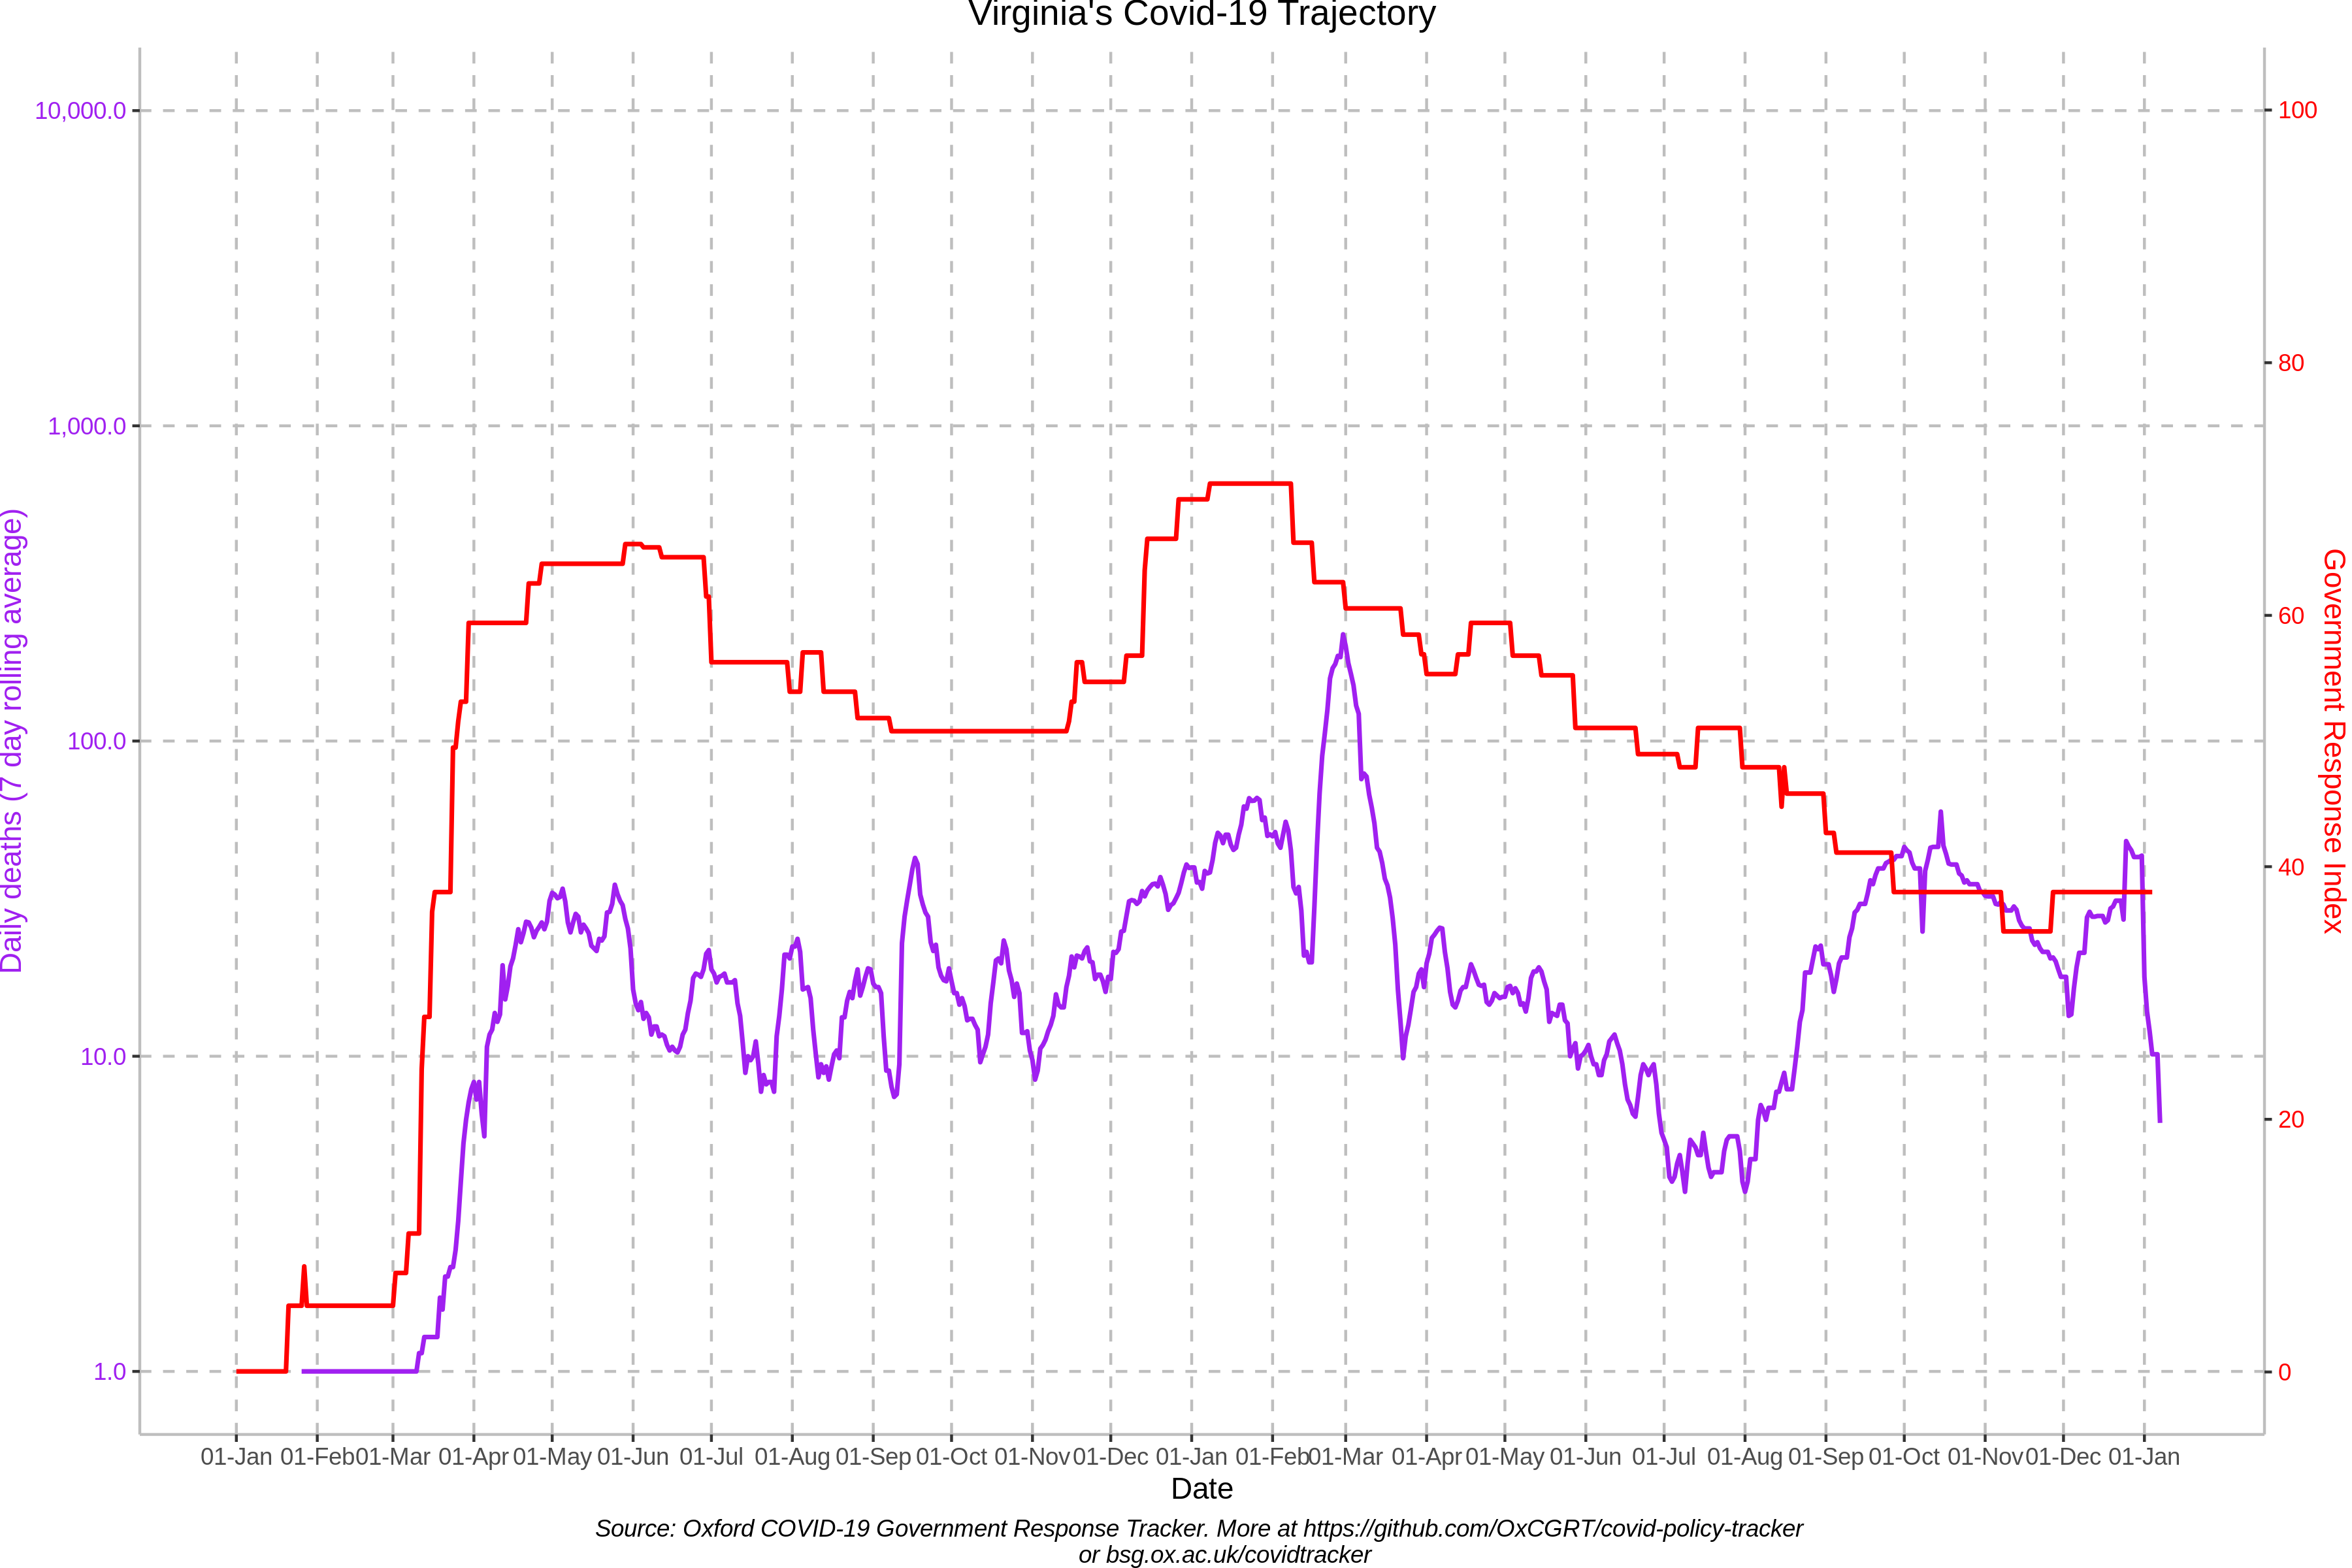 Virginia's Covid-19 Trajectory
10,000.0
1,000.0
100.0
10.0
1.0
Daily deaths (7 day rolling average)
100
80
60
40
20
0
Government Response Index
01-Jan 01-Feb 01-Mar 01-Apr 01-May 01-Jun 01-Jul 01-Aug 01-Sep 01-Oct 01-Nov 01-Dec 01-Jan 01-Feb 01-Mar 01-Apr 01-May 01-Jun 01-Jul 01-Aug 01-Sep 01-Oct 01-Nov 01-Dec 01-Jan
Date
Source: Oxford COVID-19 Government Response Tracker. More at https://github.com/OxCGRT/covid-policy-tracker
or bsg.ox.ac.uk/covidtracker